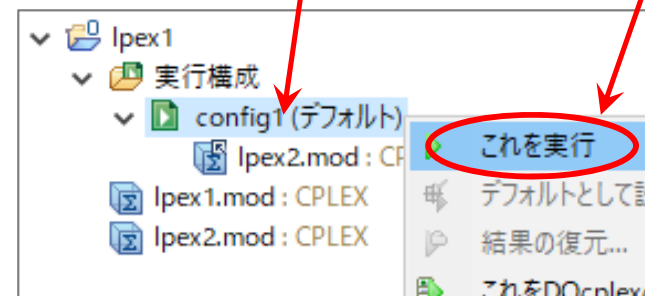 lpex1
実行構成
config1 (デフォルト)
lpex2.mod : CP
これを実行
lpex1.mod : CPLEX
デフォルトとして
lpex2.mod : CPLEX
結果の復元...
これをDOcplex